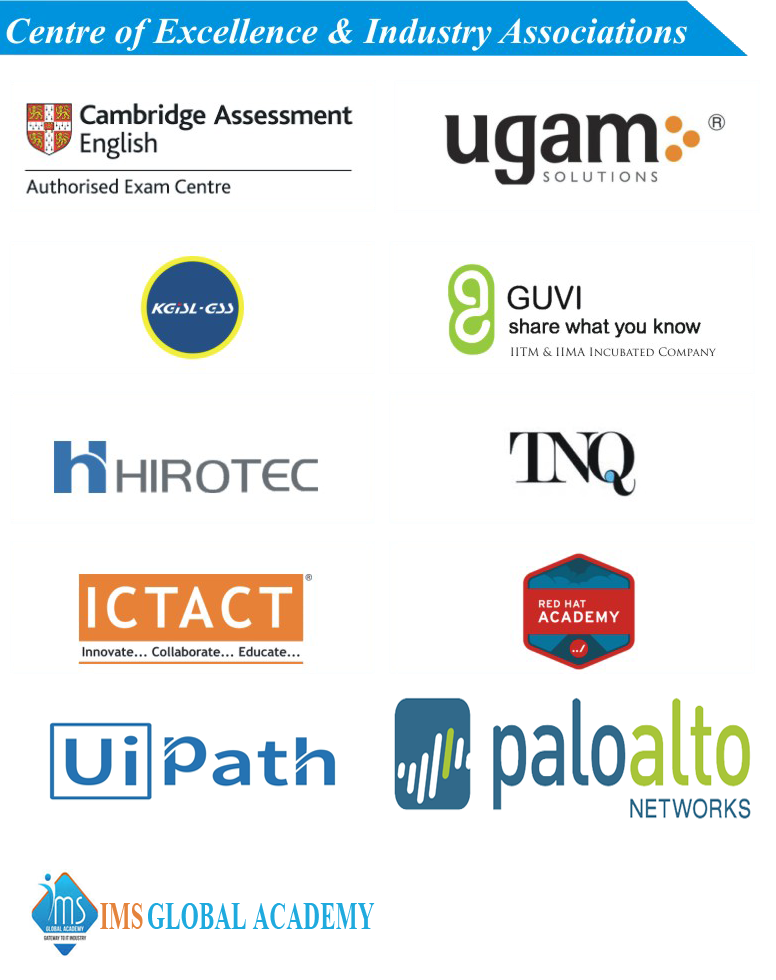 Centre of Excellence & Industry Associations
Cambridge Assessment
English
Authorised Exam Centre
ugam ®
SOLUTIONS
KGiSL-GSS
GUVI
share what you know
IITM & IIMA Incubated Company
HIROTEC
TNQ
ICTACT ®
Innovate... Collaborate... Educate...
RED HAT
ACADEMY
../
UiPath
paloalto
NETWORKS
ims
GLOBAL ACADEMY
GATEWAY TO IT INDUSTRY
IMS GLOBAL ACADEMY